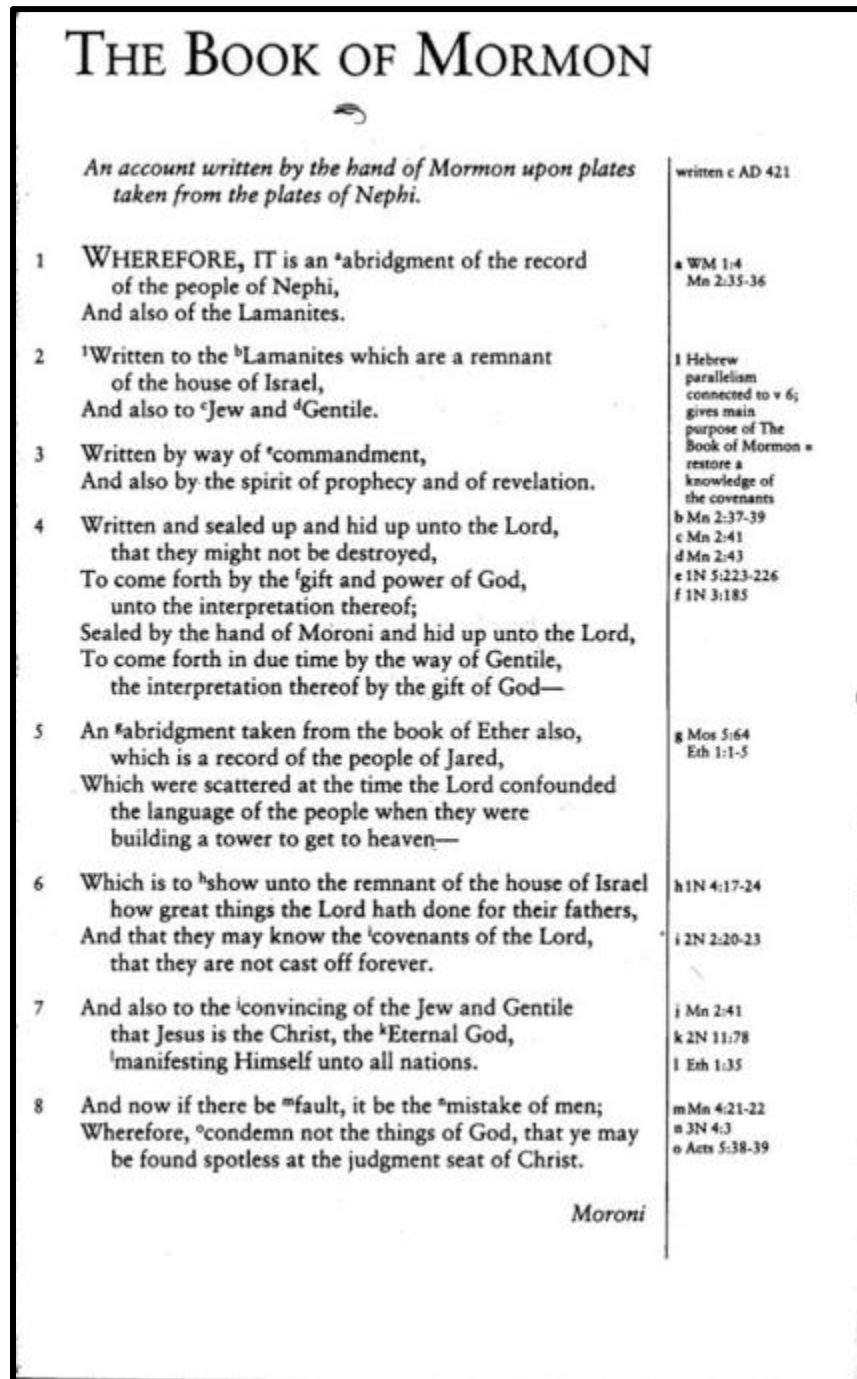 THE BOOK OF MORMON
An account written by the hand of Mormon upon plates
taken from the plates of Nephi.
written c AD 421
1 WHEREFORE, IT is an ᵃabridgment of the record
of the people of Nephi,
And also of the Lamanites.
a WM 1:4
Mn 2:35-36
2 ¹Written to the ᵇLamanites which are a remnant
of the house of Israel,
And also to ᶜJew and ᵈGentile.
3 Written by way of ᵉcommandment,
And also by the spirit of prophecy and of revelation.
1 Hebrew
parallelism
connected to v 6;
gives main
purpose of The
Book of Mormon =
restore a
knowledge of
the covenants
4 Written and sealed up and hid up unto the Lord,
that they might not be destroyed,
To come forth by the ᶠgift and power of God,
unto the interpretation thereof;
Sealed by the hand of Moroni and hid up unto the Lord,
To come forth in due time by the way of Gentile,
the interpretation thereof by the gift of God—
b Mn 2:37-39
c Mn 2:41
d Mn 2:43
e 1N 5:223-226
f 1N 3:185
5 An ᵍabridgment taken from the book of Ether also,
which is a record of the people of Jared,
Which were scattered at the time the Lord confounded
the language of the people when they were
building a tower to get to heaven—
g Mos 5:64
Eth 1:1-5
6 Which is to ʰshow unto the remnant of the house of Israel
how great things the Lord hath done for their fathers,
And that they may know the ⁱcovenants of the Lord,
that they are not cast off forever.
h 1N 4:17-24
i 2N 2:20-23
7 And also to the ʲconvincing of the Jew and Gentile
that Jesus is the Christ, the ᵏEternal God,
ˡmanifesting Himself unto all nations.
j Mn 2:41
k 2N 11:78
l Eth 1:35
8 And now if there be ᵐfault, it be the ⁿmistake of men;
Wherefore, ᵒcondemn not the things of God, that ye may
be found spotless at the judgment seat of Christ.
m Mn 4:21-22
n 3N 4:3
o Acts 5:38-39
Moroni